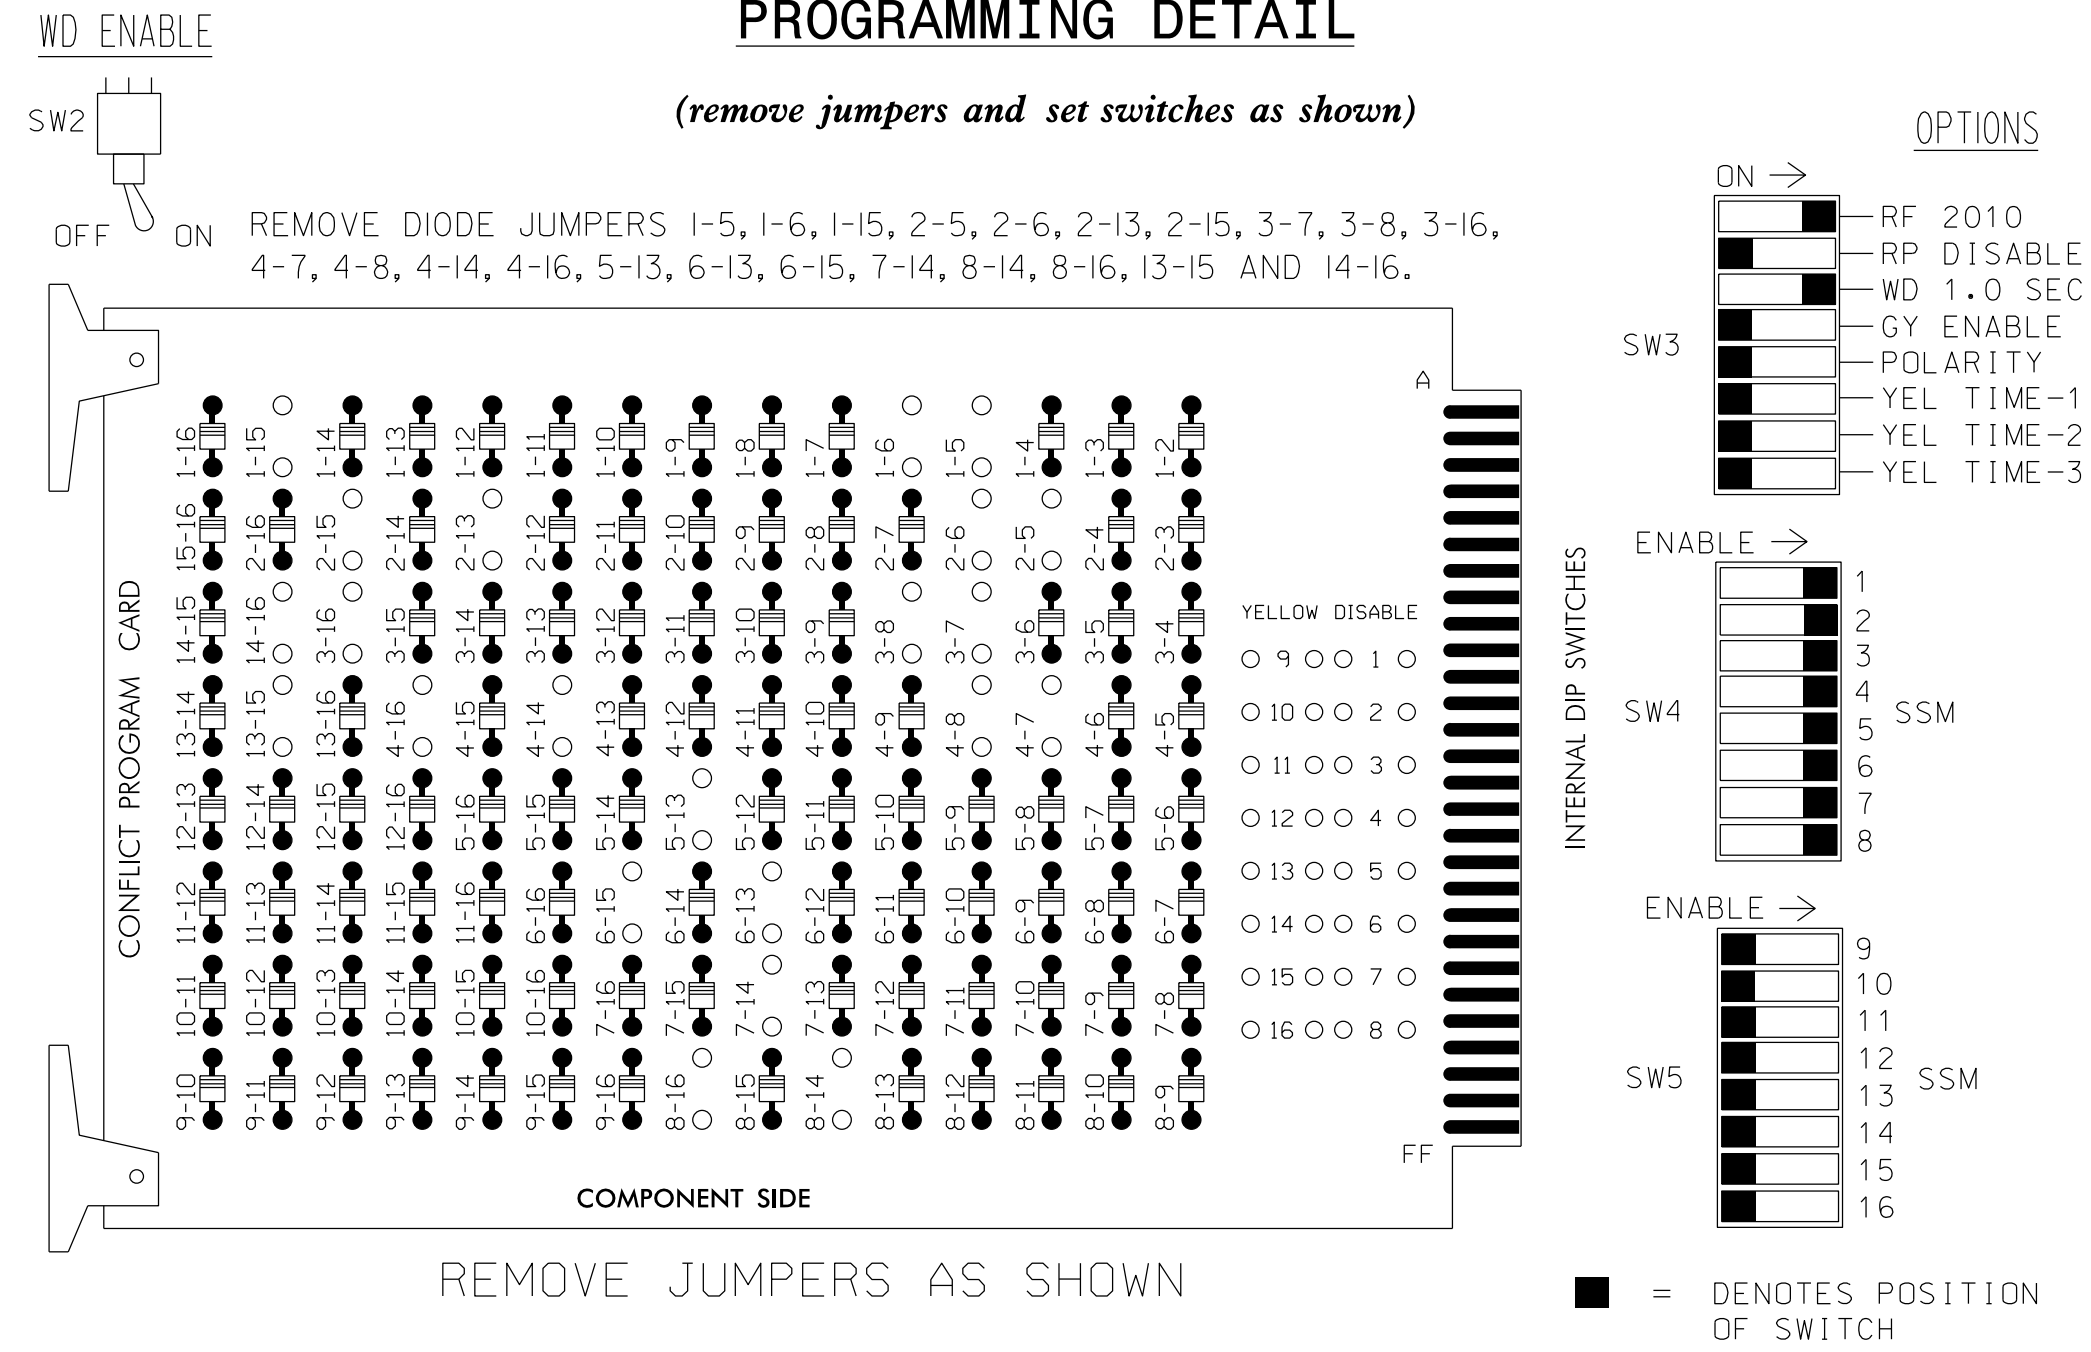 PROGRAMMING DETAIL
(remove jumpers and set switches as shown)
WD ENABLE
SW2
OFF
ON
REMOVE DIODE JUMPERS 1-5, 1-6, 1-15, 2-5, 2-6, 2-13, 2-15, 3-7, 3-8, 3-16,
4-7, 4-8, 4-14, 4-16, 5-13, 6-13, 6-15, 7-14, 8-14, 8-16, 13-15 AND 14-16.
CONFLICT PROGRAM CARD
1-16 1-15 1-14 1-13 1-12 1-11 1-10 1-9 1-8 1-7 1-6 1-5 1-4 1-3 1-2
15-16 2-16 2-15 2-14 2-13 2-12 2-11 2-10 2-9 2-8 2-7 2-6 2-5 2-4 2-3
14-15 14-16 3-16 3-15 3-14 3-13 3-12 3-11 3-10 3-9 3-8 3-7 3-6 3-5 3-4
13-14 13-15 13-16 4-16 4-15 4-14 4-13 4-12 4-11 4-10 4-9 4-8 4-7 4-6 4-5
12-13 12-14 12-15 12-16 5-16 5-15 5-14 5-13 5-12 5-11 5-10 5-9 5-8 5-7 5-6
11-12 11-13 11-14 11-15 11-16 6-16 6-15 6-14 6-13 6-12 6-11 6-10 6-9 6-8 6-7
10-11 10-12 10-13 10-14 10-15 10-16 7-16 7-15 7-14 7-13 7-12 7-11 7-10 7-9 7-8
9-10 9-11 9-12 9-13 9-14 9-15 9-16 8-16 8-15 8-14 8-13 8-12 8-11 8-10 8-9
A
YELLOW DISABLE
9 1
10 2
11 3
12 4
13 5
14 6
15 7
16 8
FF
COMPONENT SIDE
REMOVE JUMPERS AS SHOWN
INTERNAL DIP SWITCHES
OPTIONS
ON →
SW3
RF 2010
RP DISABLE
WD 1.0 SEC
GY ENABLE
POLARITY
YEL TIME-1
YEL TIME-2
YEL TIME-3
ENABLE →
SW4
1
2
3
4
5
6
7
8
SSM
ENABLE →
SW5
9
10
11
12
13
14
15
16
SSM
= DENOTES POSITION
OF SWITCH